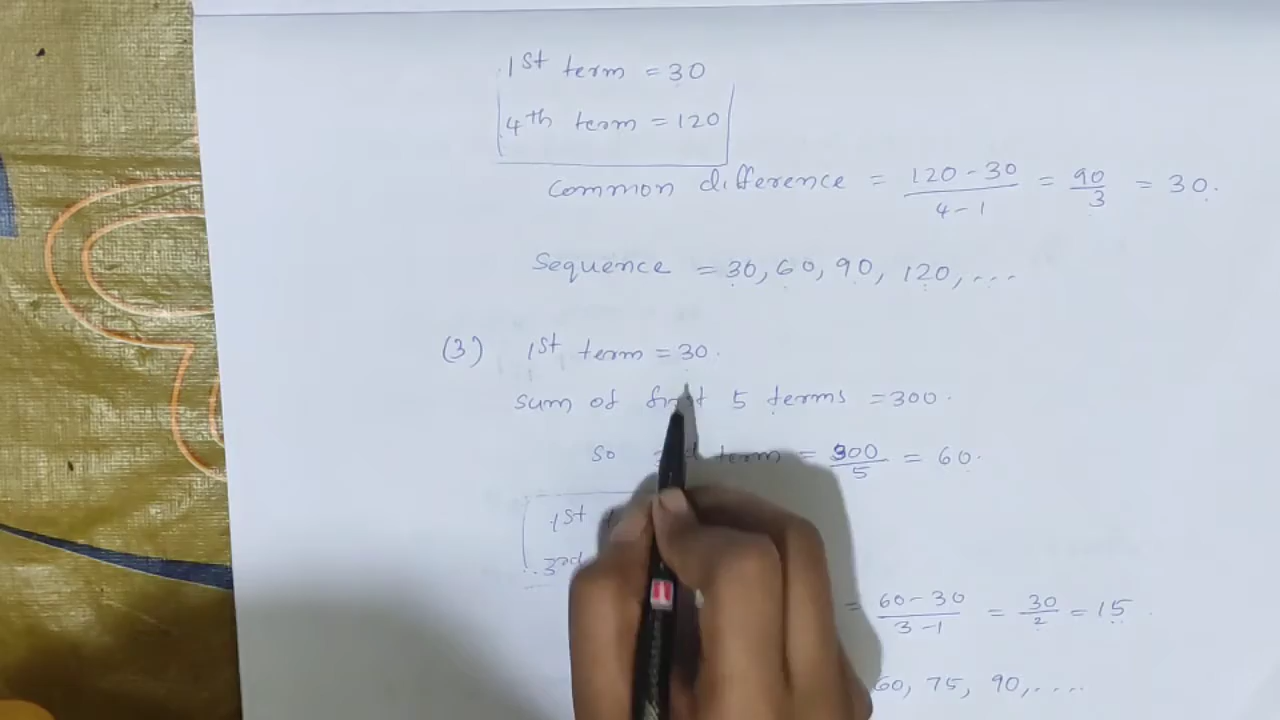 1st term = 30
4th term = 120
Common difference = 120 - 30 / 4 - 1 = 90 / 3 = 30.
Sequence = 30, 60, 90, 120, ...
(3) 1st term = 30.
sum of first 5 terms = 300.
So term = 300 / 5 = 60.
1st
3rd
= 60 - 30 / 3 - 1 = 30 / 2 = 15.
60, 75, 90, ....